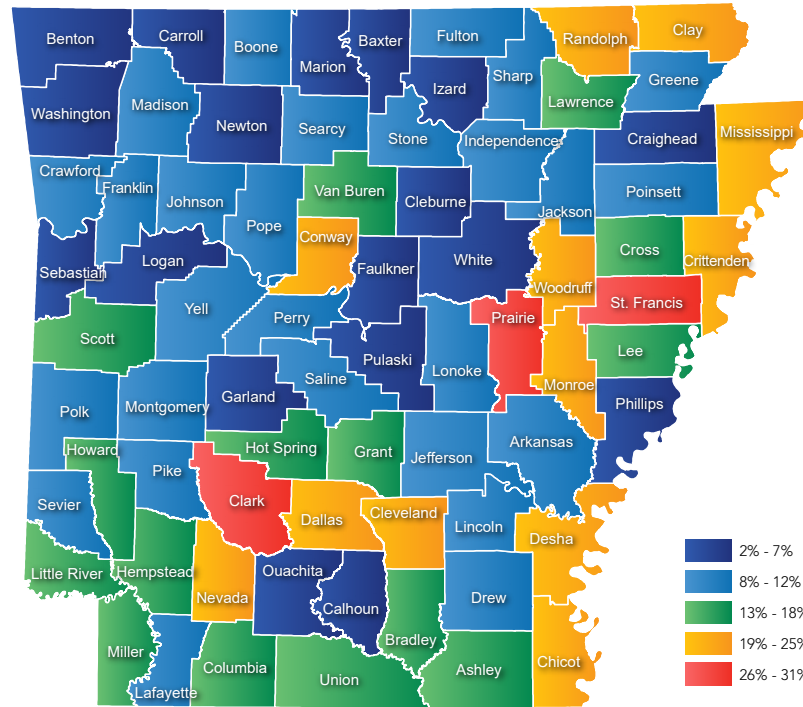 Benton
Carroll
Boone
Marion
Baxter
Fulton
Randolph
Clay
Izard
Sharp
Lawrence
Greene
Washington
Madison
Newton
Searcy
Stone
Independence
Craighead
Mississippi
Crawford
Franklin
Johnson
Pope
Van Buren
Cleburne
Jackson
Poinsett
Conway
Sebastian
Logan
Faulkner
White
Woodruff
Cross
Crittenden
Scott
Yell
Perry
Prairie
St. Francis
Pulaski
Lee
Polk
Montgomery
Garland
Saline
Lonoke
Monroe
Phillips
Howard
Pike
Hot Spring
Grant
Jefferson
Arkansas
Sevier
Clark
Dallas
Cleveland
Lincoln
Desha
Little River
Hempstead
Nevada
Ouachita
Calhoun
Bradley
Drew
Miller
Lafayette
Columbia
Union
Ashley
Chicot
2% - 7%
8% - 12%
13% - 18%
19% - 25%
26% - 31%